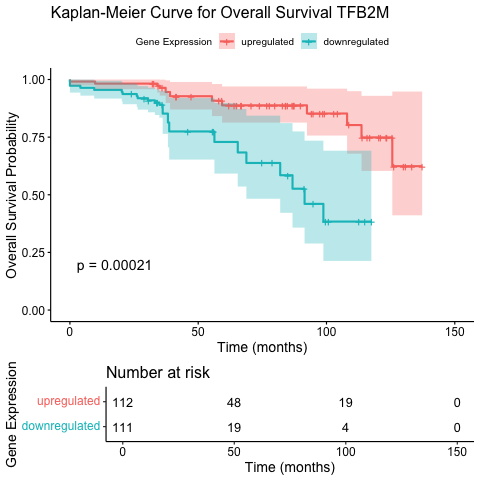 Kaplan-Meier Curve for Overall Survival TFB2M
Gene Expression upregulated downregulated
Overall Survival Probability
1.00
0.75
0.50
0.25
0.00
p = 0.00021
0 50 100 150
Time (months)
Number at risk
Gene Expression
upregulated 112 48 19 0
downregulated 111 19 4 0
0 50 100 150
Time (months)